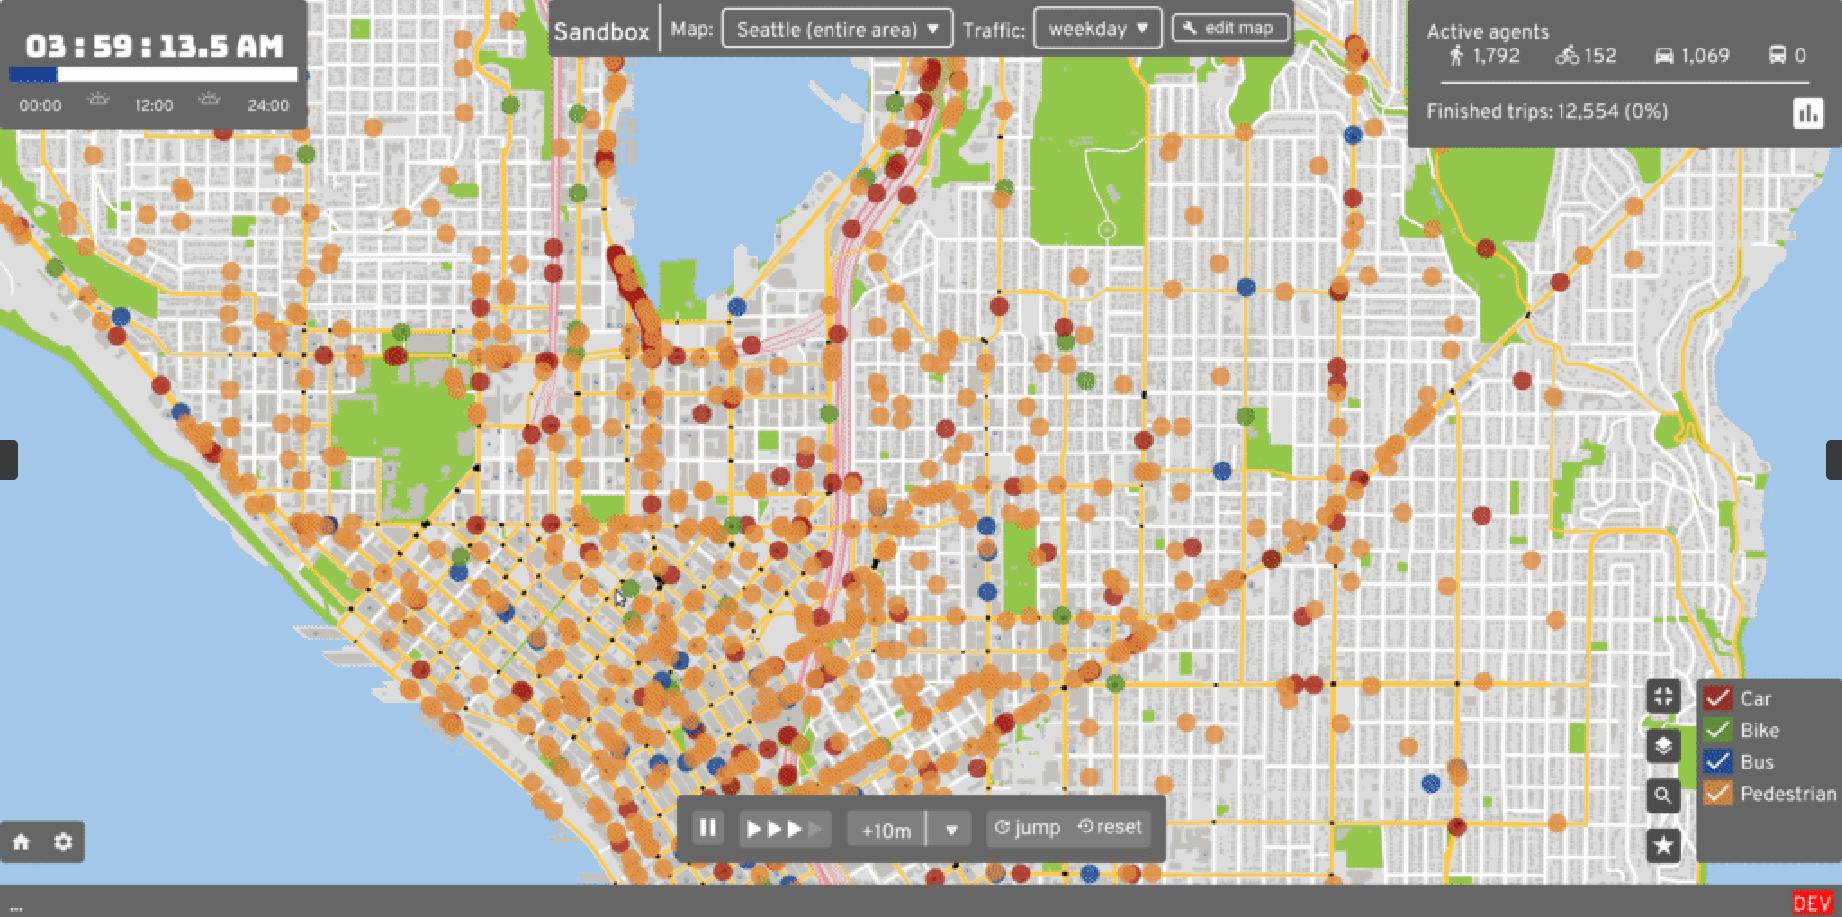 03 : 59 : 13.5 AM
00:00 12:00 24:00
Sandbox Map: Seattle (entire area) Traffic: weekday edit map
Active agents
1,792 152 1,069 0
Finished trips: 12,554 (0%)
Car
Bike
Bus
Pedestrian
+10m jump reset
...
DEV